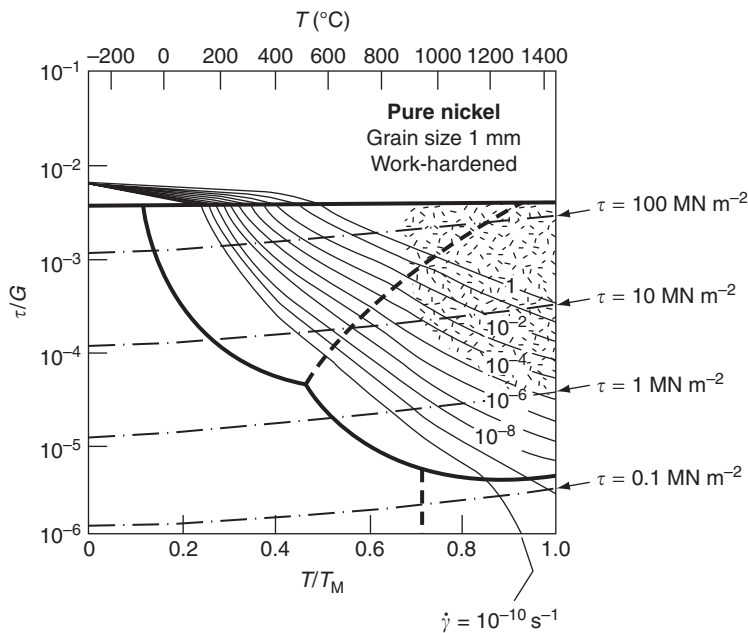 T (°C)
−200 0 200 400 600 800 1000 1200 1400
10⁻¹
Pure nickel
Grain size 1 mm
Work-hardened
10⁻²
τ = 100 MN m⁻²
10⁻³
1
τ/G
τ = 10 MN m⁻²
10⁻²
10⁻⁴
10⁻⁴
τ = 1 MN m⁻²
10⁻⁶
10⁻⁸
10⁻⁵
τ = 0.1 MN m⁻²
10⁻⁶
0 0.2 0.4 0.6 0.8 1.0
T/T_M
γ̇ = 10⁻¹⁰ s⁻¹